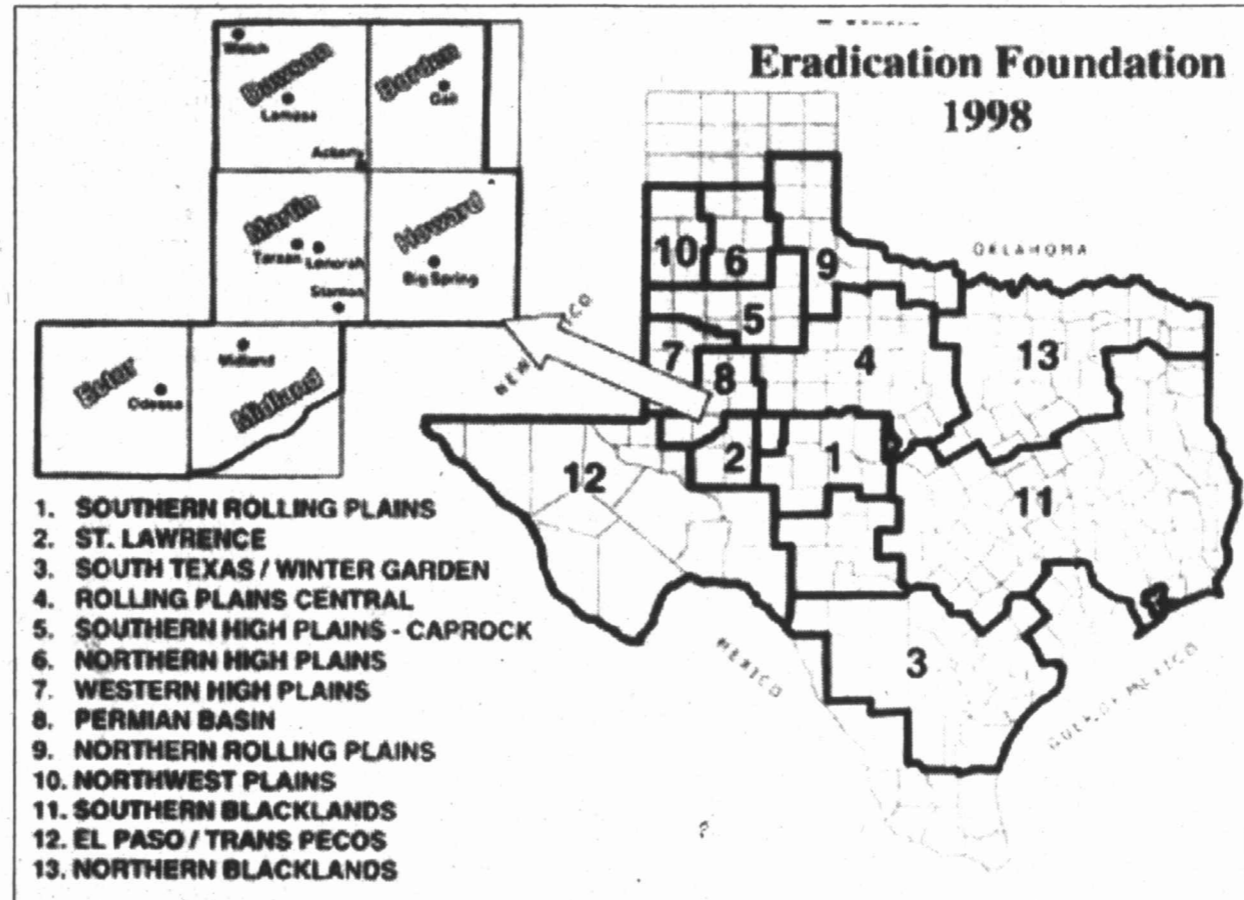 Eradication Foundation
1998
Welch
Dawson
Lamesa
Borden
Gail
Ackerly
Martin
Tarzan
Lenorah
Stanton
Howard
Big Spring
Ector
Odessa
Midland
Midland
OKLAHOMA
MEXICO
GULF OF MEXICO
10
6
9
5
7
8
4
13
2
1
12
11
3
1. SOUTHERN ROLLING PLAINS
2. ST. LAWRENCE
3. SOUTH TEXAS / WINTER GARDEN
4. ROLLING PLAINS CENTRAL
5. SOUTHERN HIGH PLAINS - CAPROCK
6. NORTHERN HIGH PLAINS
7. WESTERN HIGH PLAINS
8. PERMIAN BASIN
9. NORTHERN ROLLING PLAINS
10. NORTHWEST PLAINS
11. SOUTHERN BLACKLANDS
12. EL PASO / TRANS PECOS
13. NORTHERN BLACKLANDS